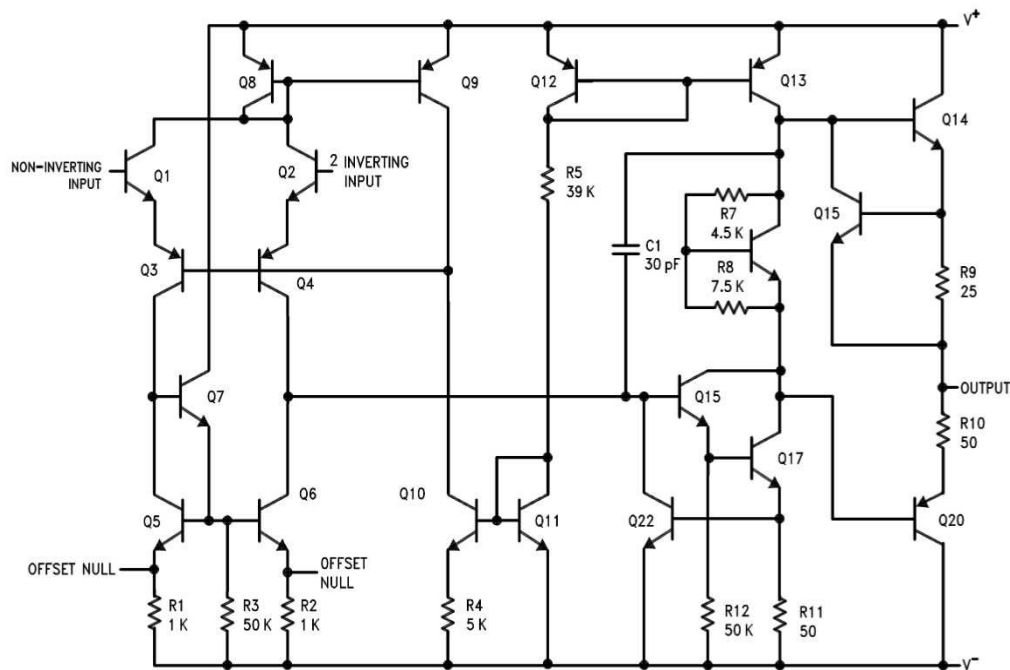 V+
Q8
Q9
Q12
Q13
Q14
NON-INVERTING
INPUT
Q1
Q2
2 INVERTING
INPUT
R5
39 K
R7
4.5 K
Q15
C1
30 pF
R8
7.5 K
R9
25
Q3
Q4
Q7
Q15
OUTPUT
R10
50
Q17
Q5
Q6
Q10
Q11
Q22
Q20
OFFSET NULL
OFFSET
NULL
R1
1 K
R3
50 K
R2
1 K
R4
5 K
R12
50 K
R11
50
V-